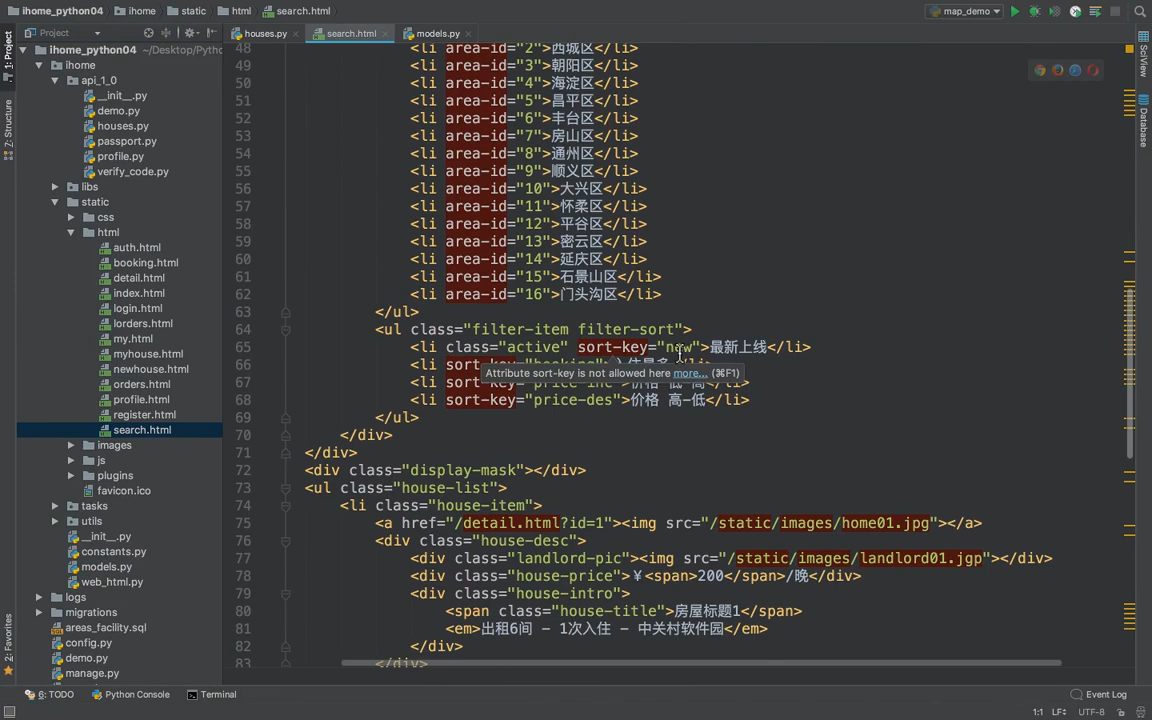 ihome_python04 ihome static html search.html map_demo
Project houses.py search.html models.py
1: Project
Z: Structure
2: Favorites
SciView
Database
ihome_python04 ~/Desktop/Pytho
ihome
api_1_0
__init__.py
demo.py
houses.py
passport.py
profile.py
verify_code.py
libs
static
css
html
auth.html
booking.html
detail.html
index.html
login.html
lorders.html
my.html
myhouse.html
newhouse.html
orders.html
profile.html
register.html
search.html
images
js
plugins
favicon.ico
tasks
utils
__init__.py
constants.py
models.py
web_html.py
logs
migrations
areas_facility.sql
config.py
demo.py
manage.py
48 <li area-id="2">西城区</li>
49 <li area-id="3">朝阳区</li>
50 <li area-id="4">海淀区</li>
51 <li area-id="5">昌平区</li>
52 <li area-id="6">丰台区</li>
53 <li area-id="7">房山区</li>
54 <li area-id="8">通州区</li>
55 <li area-id="9">顺义区</li>
56 <li area-id="10">大兴区</li>
57 <li area-id="11">怀柔区</li>
58 <li area-id="12">平谷区</li>
59 <li area-id="13">密云区</li>
60 <li area-id="14">延庆区</li>
61 <li area-id="15">石景山区</li>
62 <li area-id="16">门头沟区</li>
63 </ul>
64 <ul class="filter-item filter-sort">
65 <li class="active" sort-key="new">最新上线</li>
66 <li sort-key="booking">入住最多</li>
Attribute sort-key is not allowed here more... (⌘F1)
67 <li sort-key="price-inc">价格 低-高</li>
68 <li sort-key="price-des">价格 高-低</li>
69 </ul>
70 </div>
71 </div>
72 <div class="display-mask"></div>
73 <ul class="house-list">
74 <li class="house-item">
75 <a href="/detail.html?id=1"><img src="/static/images/home01.jpg"></a>
76 <div class="house-desc">
77 <div class="landlord-pic"><img src="/static/images/landlord01.jgp"></div>
78 <div class="house-price">￥<span>200</span>/晚</div>
79 <div class="house-intro">
80 <span class="house-title">房屋标题1</span>
81 <em>出租6间 - 1次入住 - 中关村软件园</em>
82 </div>
83 </div>
6: TODO Python Console Terminal Event Log
1:1 LF UTF-8